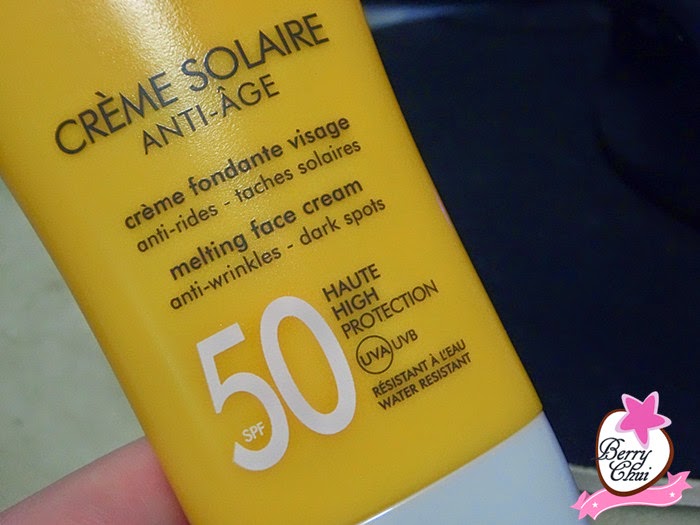 CRÈME SOLAIRE
ANTI-ÂGE
crème fondante visage
anti-rides - taches solaires
melting face cream
anti-wrinkles - dark spots
SPF 50
HAUTE
HIGH
PROTECTION
UVA UVB
RÉSISTANT À L'EAU
WATER RESISTANT
Berry
Chui